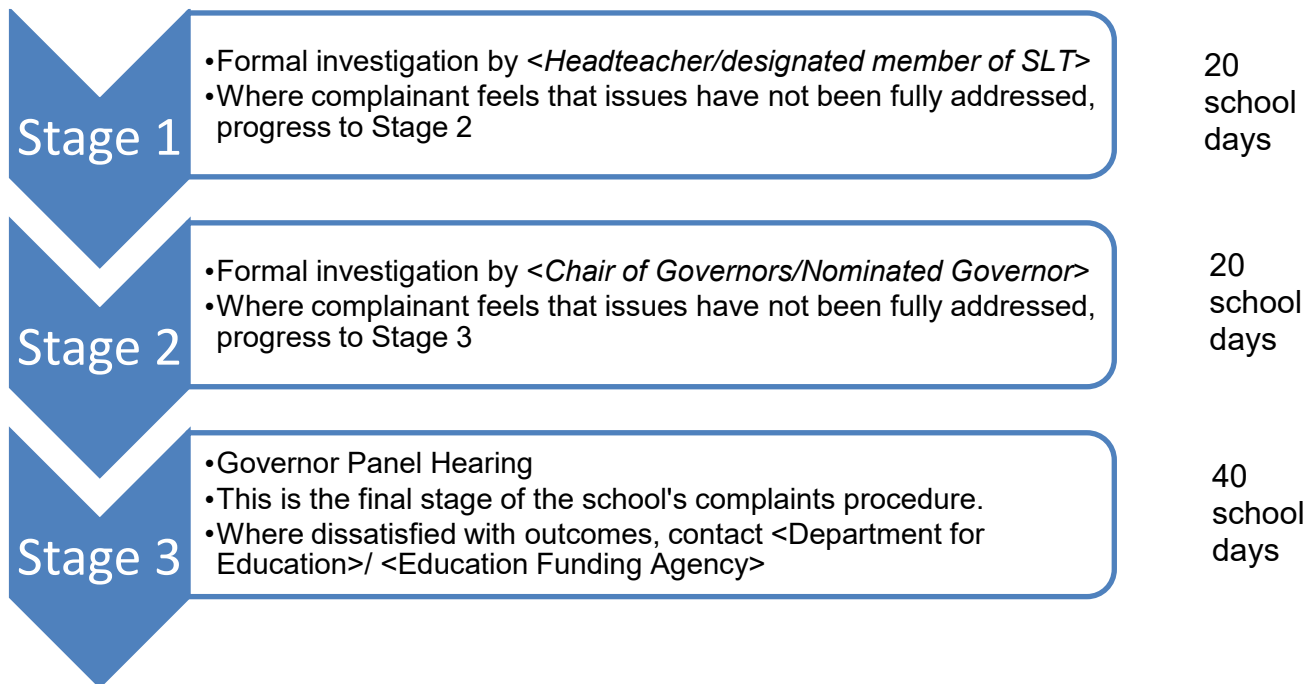 Stage 1
•Formal investigation by <Headteacher/designated member of SLT>
•Where complainant feels that issues have not been fully addressed,
progress to Stage 2
20
school
days
Stage 2
•Formal investigation by <Chair of Governors/Nominated Governor>
•Where complainant feels that issues have not been fully addressed,
progress to Stage 3
20
school
days
Stage 3
•Governor Panel Hearing
•This is the final stage of the school's complaints procedure.
•Where dissatisfied with outcomes, contact <Department for
Education>/ <Education Funding Agency>
40
school
days